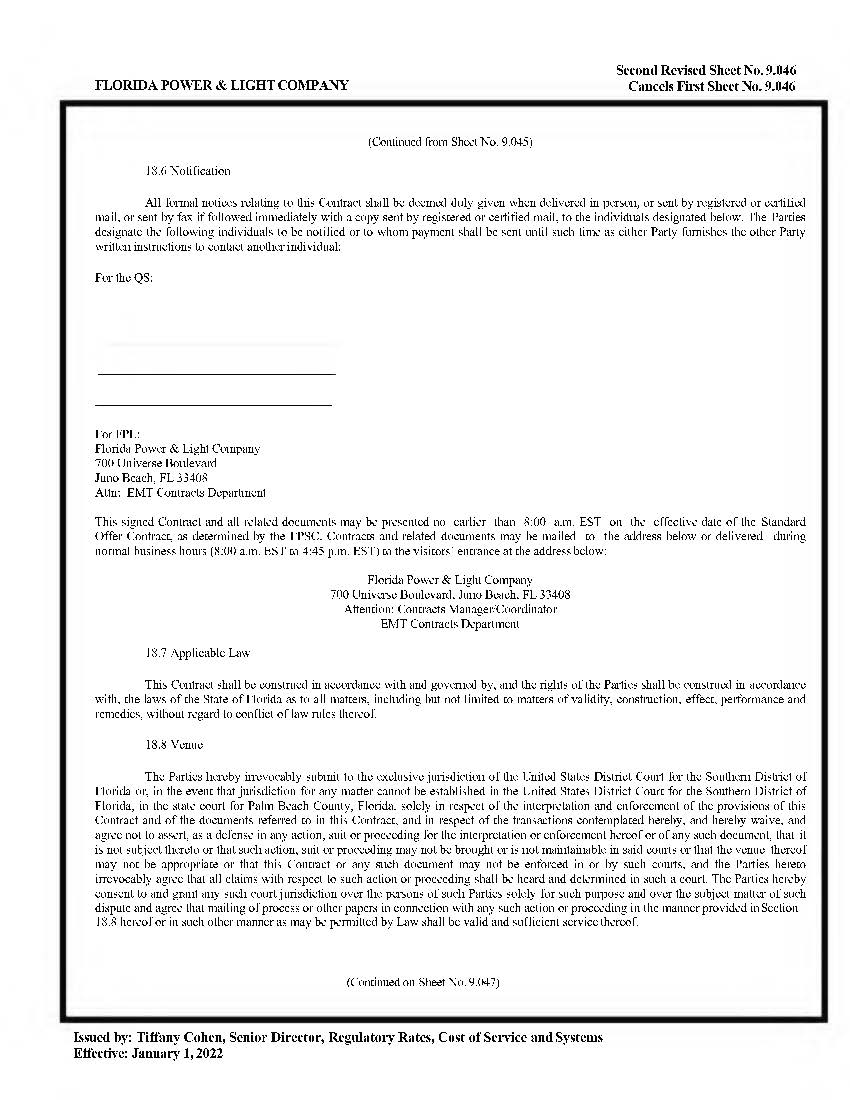 Second Revised Sheet No. 9.046
FLORIDA POWER & LIGHT COMPANY
Cancels First Sheet No. 9.046
(Continued from Sheet No. 9.045)
18.6 Notification
All formal notices relating to this Contract shall be deemed duly given when delivered in person, or sent by registered or certified
mail, or sent by fax if followed immediately with a copy sent by registered or certified mail, to the individuals designated below. The Parties
designate the following individuals to be notified or to whom payment shall be sent until such time as either Party furnishes the other Party
written instructions to contact another individual:
For the QS:
For FPL:
Florida Power & Light Company
700 Universe Boulevard
Juno Beach, FL 33408
Attn: EMT Contracts Department
This signed Contract and all related documents may be presented no earlier than 8:00 a.m. EST on the effective date of the Standard
Offer Contract, as determined by the FPSC. Contracts and related documents may be mailed to the address below or delivered during
normal business hours (8:00 a.m. EST to 4:45 p.m. EST) to the visitors' entrance at the address below:
Florida Power & Light Company
700 Universe Boulevard, Juno Beach, FL 33408
Attention: Contracts Manager/Coordinator
EMT Contracts Department
18.7 Applicable Law
This Contract shall be construed in accordance with and governed by, and the rights of the Parties shall be construed in accordance
with, the laws of the State of Florida as to all matters, including but not limited to matters of validity, construction, effect, performance and
remedies, without regard to conflict of law rules thereof.
18.8 Venue
The Parties hereby irrevocably submit to the exclusive jurisdiction of the United States District Court for the Southern District of
Florida or, in the event that jurisdiction for any matter cannot be established in the United States District Court for the Southern District of
Florida, in the state court for Palm Beach County, Florida, solely in respect of the interpretation and enforcement of the provisions of this
Contract and of the documents referred to in this Contract, and in respect of the transactions contemplated hereby, and hereby waive, and
agree not to assert, as a defense in any action, suit or proceeding for the interpretation or enforcement hereof or of any such document, that it
is not subject thereto or that such action, suit or proceeding may not be brought or is not maintainable in said courts or that the venue thereof
may not be appropriate or that this Contract or any such document may not be enforced in or by such courts, and the Parties hereto
irrevocably agree that all claims with respect to such action or proceeding shall be heard and determined in such a court. The Parties hereby
consent to and grant any such court jurisdiction over the persons of such Parties solely for such purpose and over the subject matter of such
dispute and agree that mailing of process or other papers in connection with any such action or proceeding in the manner provided in Section
18.8 hereof or in such other manner as may be permitted by Law shall be valid and sufficient service thereof.
(Continued on Sheet No. 9.047)
Issued by: Tiffany Cohen, Senior Director, Regulatory Rates, Cost of Service and Systems
Effective: January 1, 2022